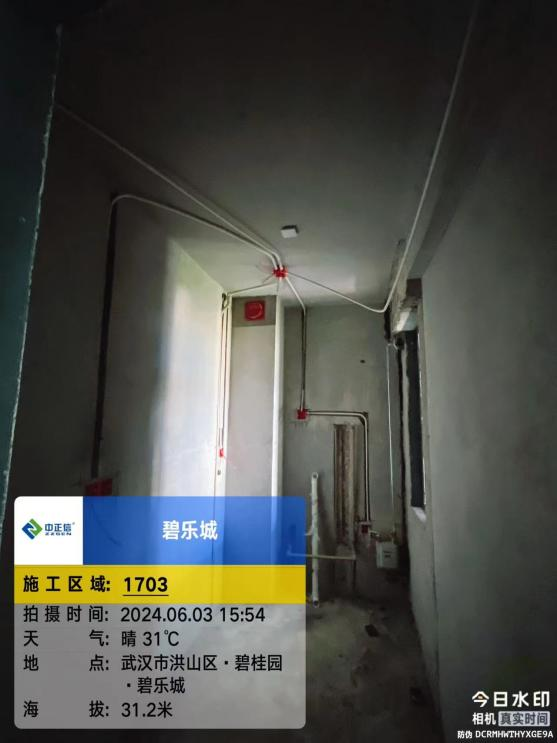 中正信®
ZZGEN
碧乐城
施工区域: 1703
拍摄时间: 2024.06.03 15:54
天气: 晴 31℃
地点: 武汉市洪山区·碧桂园
·碧乐城
海拔: 31.2米
今日水印
相机 真实时间
防伪 DCRMHWTHYXGE9A